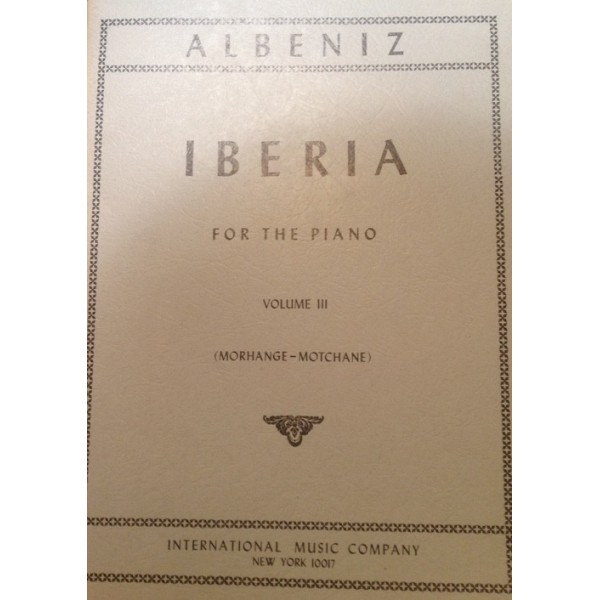 ALBENIZ
IBERIA
FOR THE PIANO
VOLUME III
(MORHANGE-MOTCHANE)
INTERNATIONAL MUSIC COMPANY
NEW YORK 10017